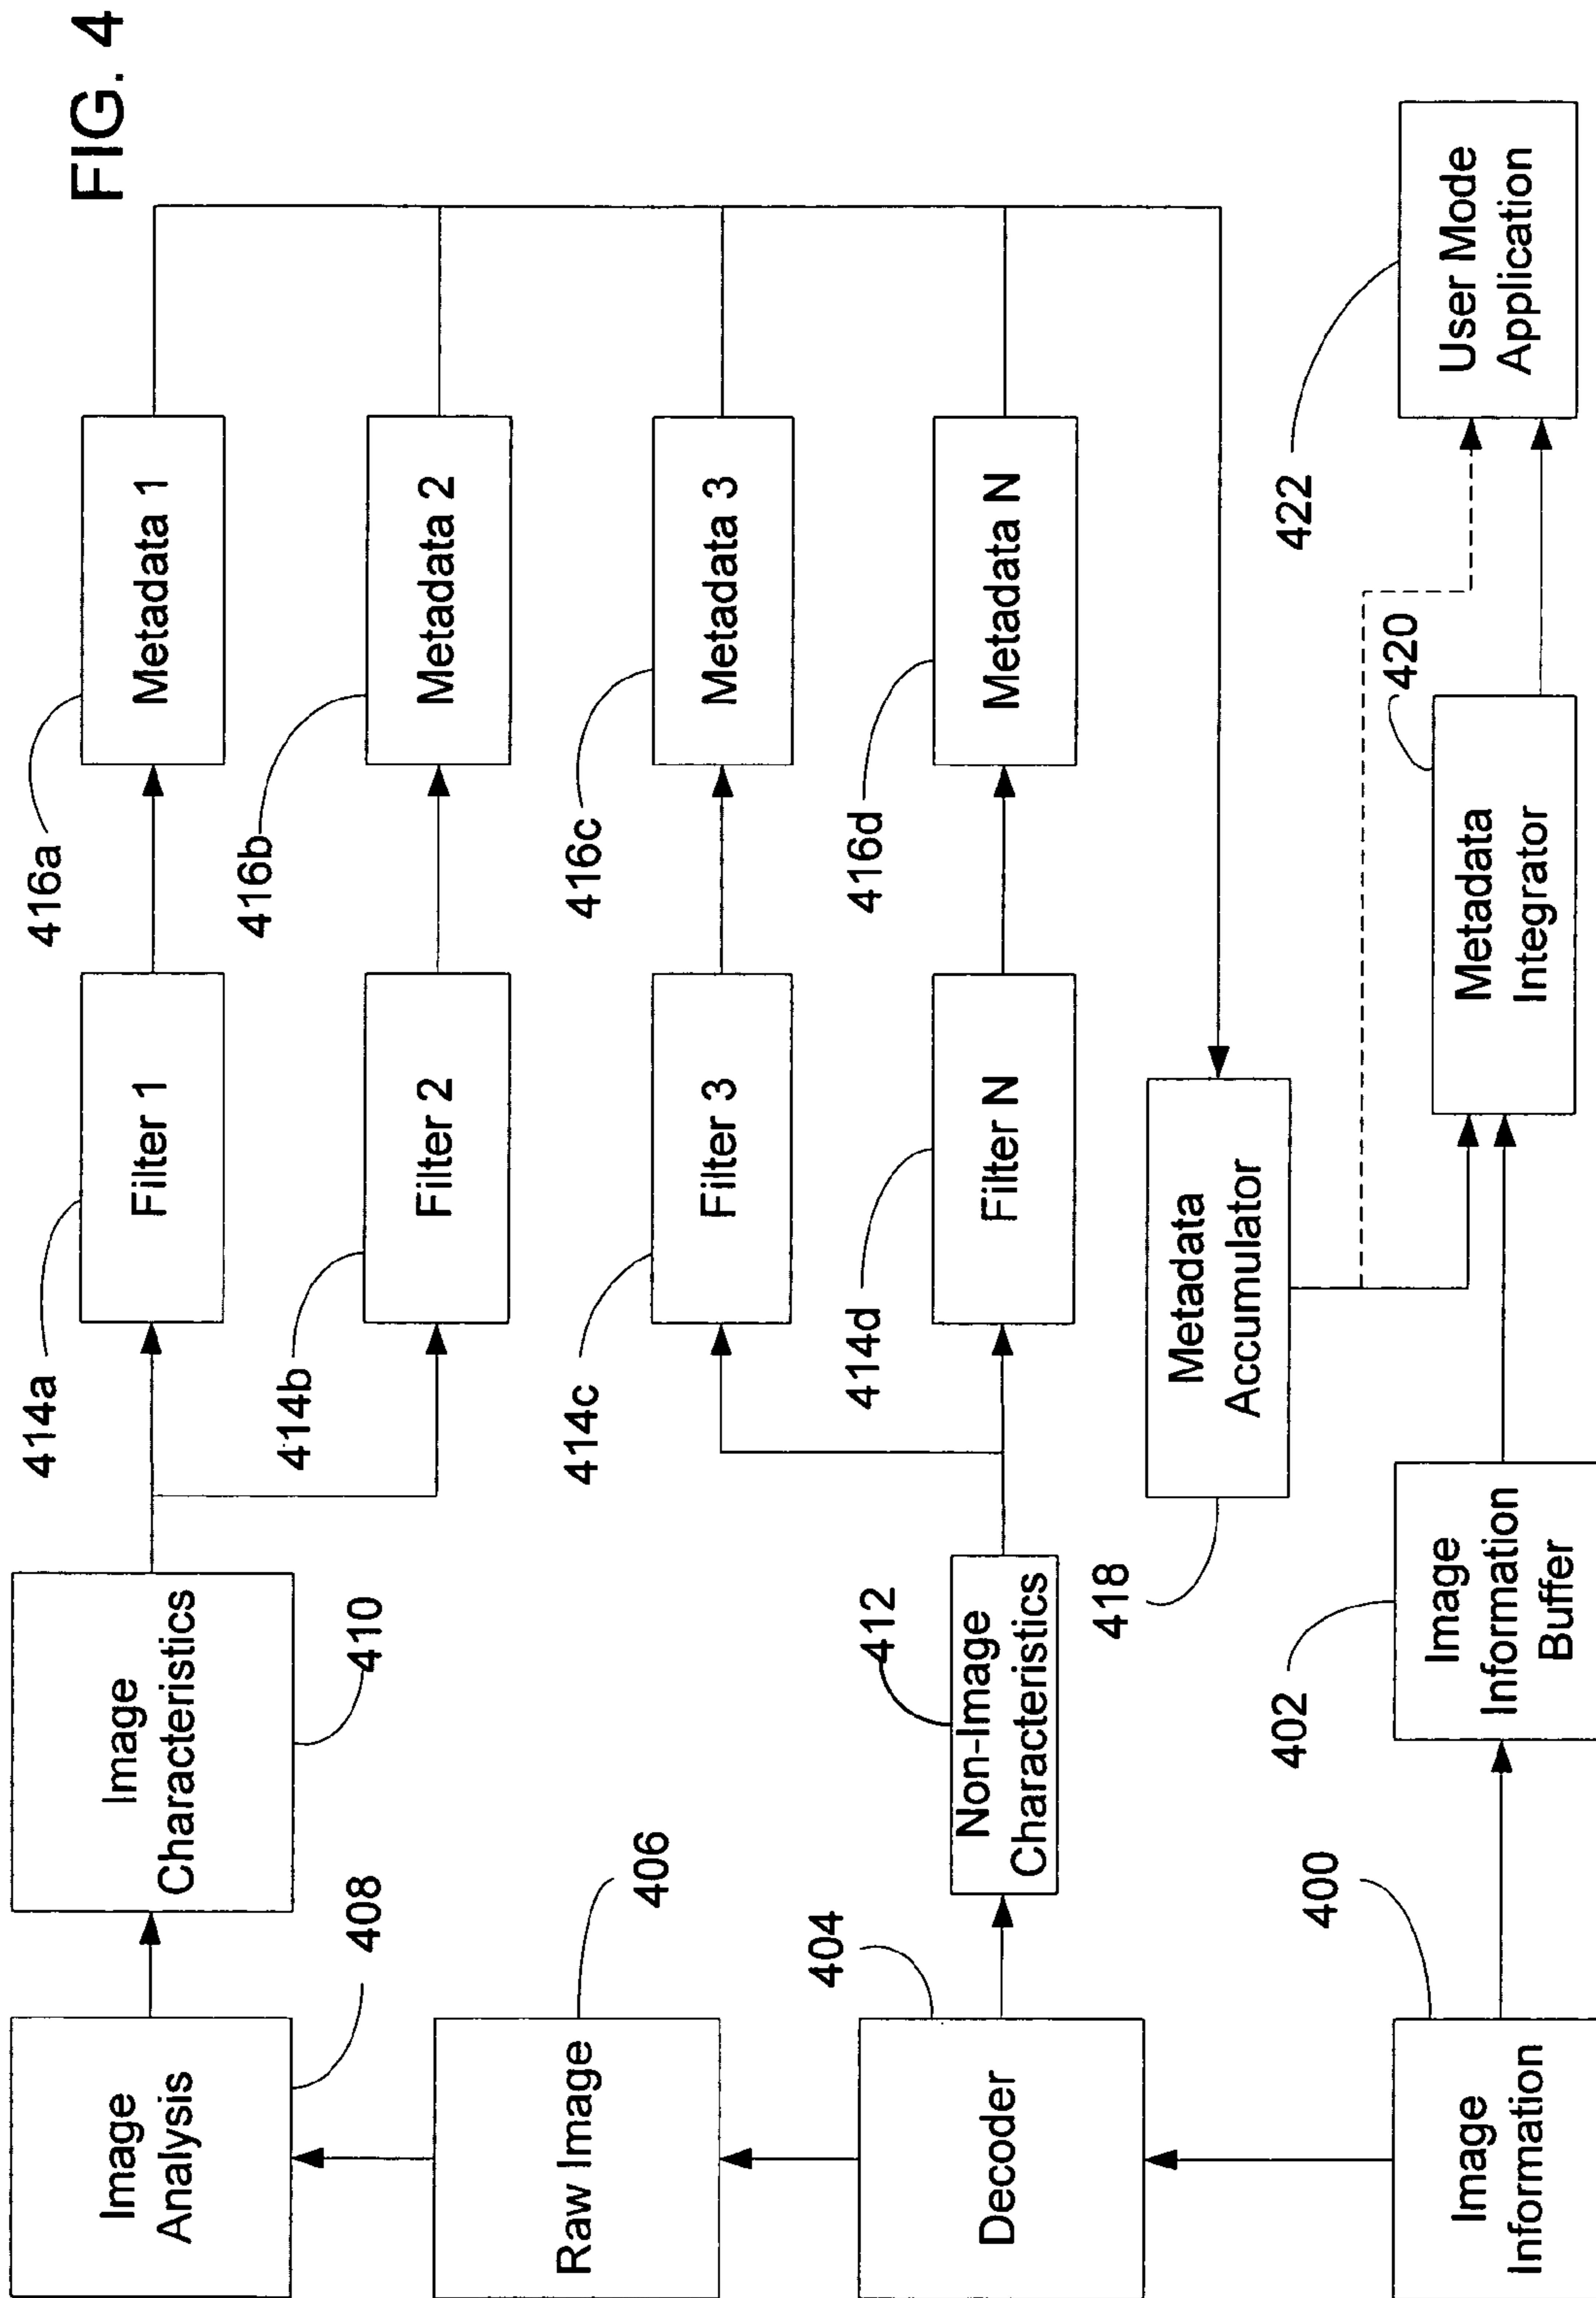 FIG. 4
Image
Analysis
408
Image
Characteristics
410
414a
Filter 1
416a
Metadata 1
414b
Filter 2
416b
Metadata 2
Raw Image
406
414c
Filter 3
416c
Metadata 3
Decoder
404
Non-Image
Characteristics
412
414d
Filter N
416d
Metadata N
418
Metadata
Accumulator
Image
Information
400
402
Image
Information
Buffer
Metadata
Integrator
420
422
User Mode
Application